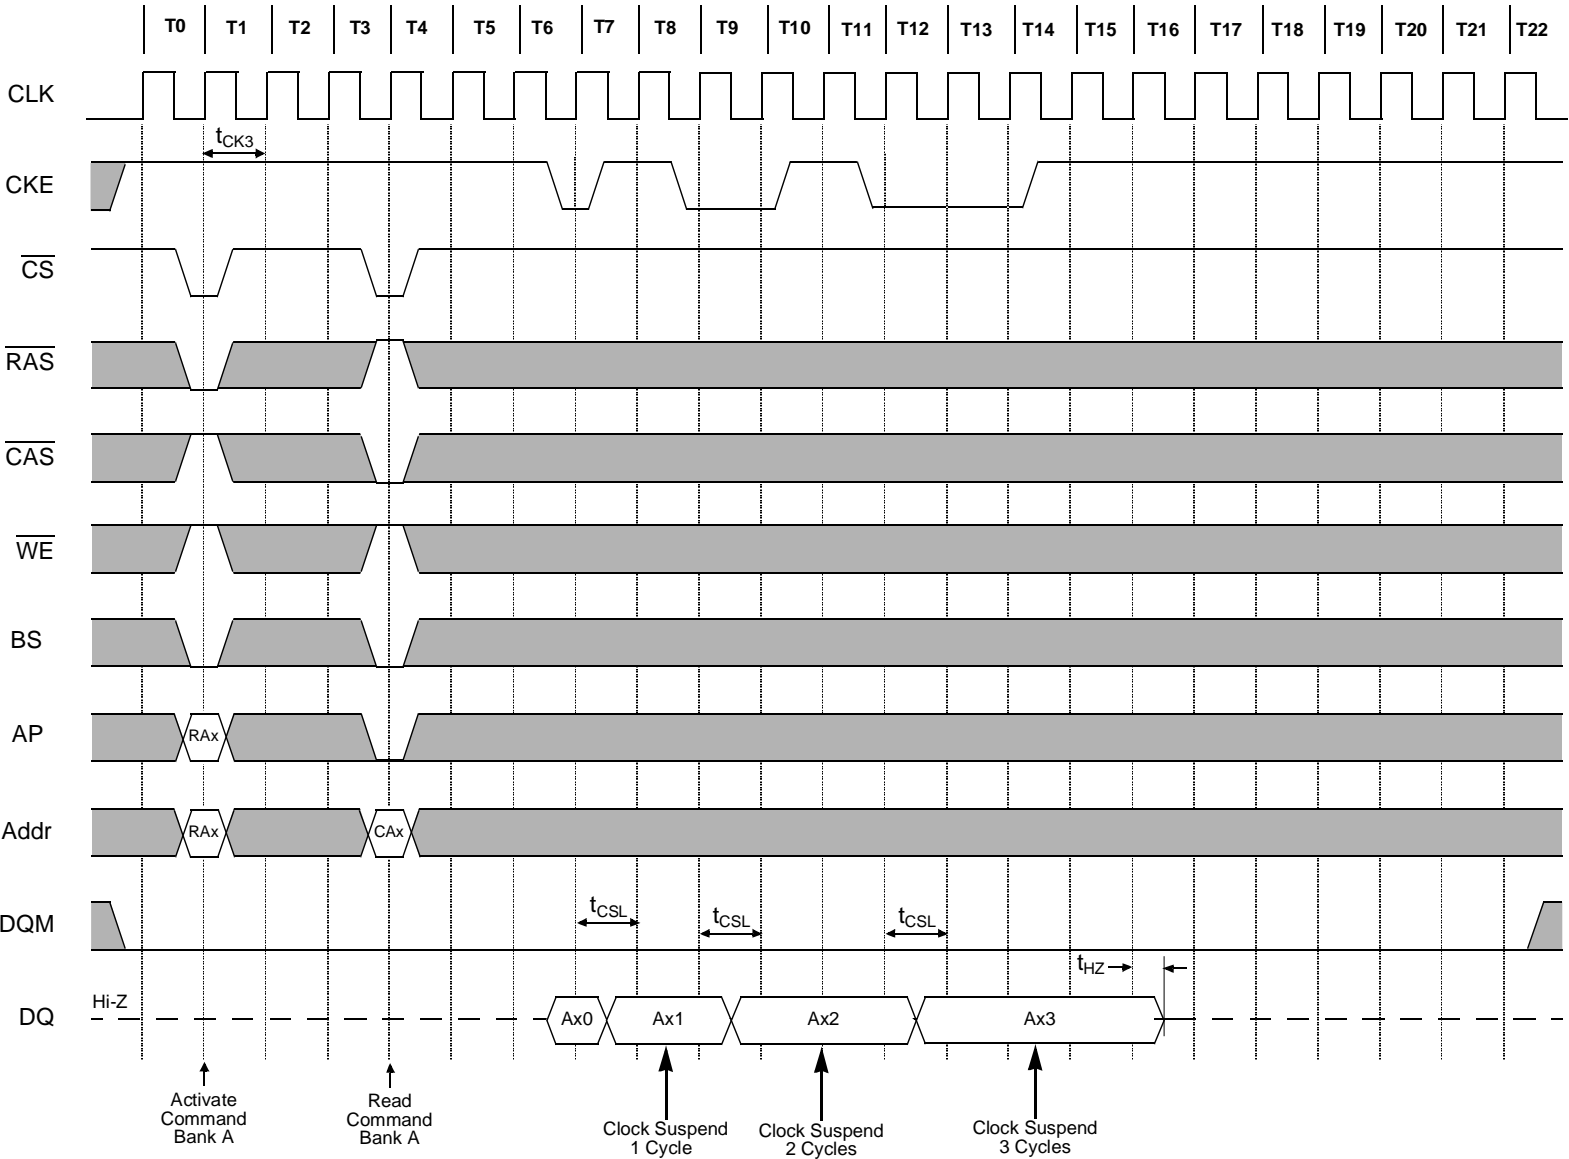 T0 T1 T2 T3 T4 T5 T6 T7 T8 T9 T10 T11 T12 T13 T14 T15 T16 T17 T18 T19 T20 T21 T22
CLK
tCK3
CKE
CS
RAS
CAS
WE
BS
AP
RAx
Addr
RAx CAx
DQM
tCSL tCSL tCSL
tHZ
DQ
Hi-Z
Ax0 Ax1 Ax2 Ax3
Activate
Command
Bank A
Read
Command
Bank A
Clock Suspend
1 Cycle
Clock Suspend
2 Cycles
Clock Suspend
3 Cycles